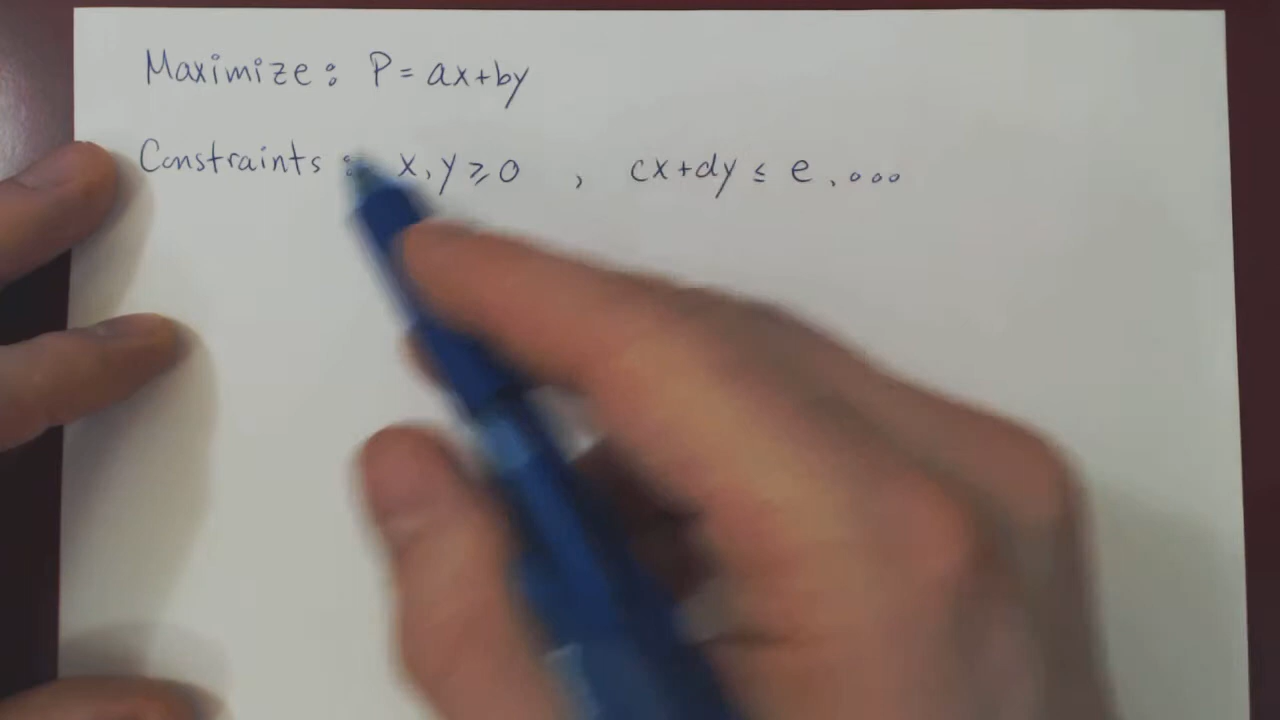 Maximize: P = ax+by
Constraints: x,y ≥ 0 , cx+dy ≤ e, ...